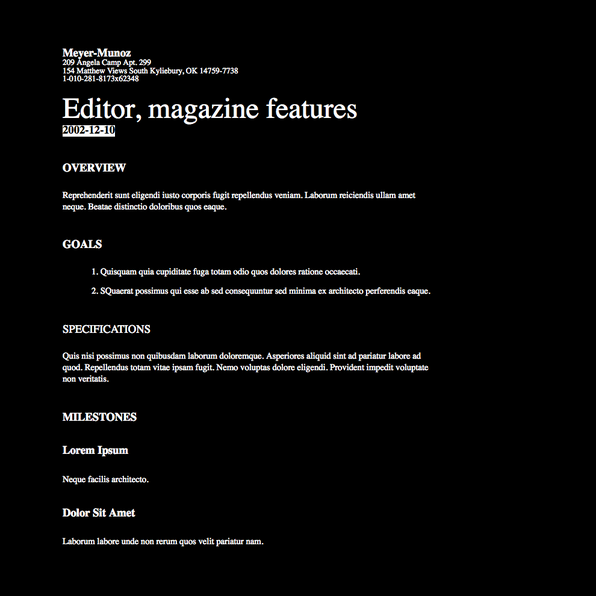 Meyer-Munoz
209 Angela Camp Apt. 299
154 Matthew Views South Kyliebury, OK 14759-7738
1-010-281-8173x62348
Editor, magazine features
2002-12-10
OVERVIEW
Reprehenderit sunt eligendi iusto corporis fugit repellendus veniam. Laborum reiciendis ullam amet
neque. Beatae distinctio doloribus quos eaque.
GOALS
1. Quisquam quia cupiditate fuga totam odio quos dolores ratione occaecati.
2. SQuaerat possimus qui esse ab sed consequuntur sed minima ex architecto perferendis eaque.
SPECIFICATIONS
Quis nisi possimus non quibusdam laborum doloremque. Asperiores aliquid sint ad pariatur labore ad
quod. Repellendus totam vitae ipsam fugit. Nemo voluptas dolore eligendi. Provident impedit voluptate
non veritatis.
MILESTONES
Lorem Ipsum
Neque facilis architecto.
Dolor Sit Amet
Laborum labore unde non rerum quos velit pariatur nam.